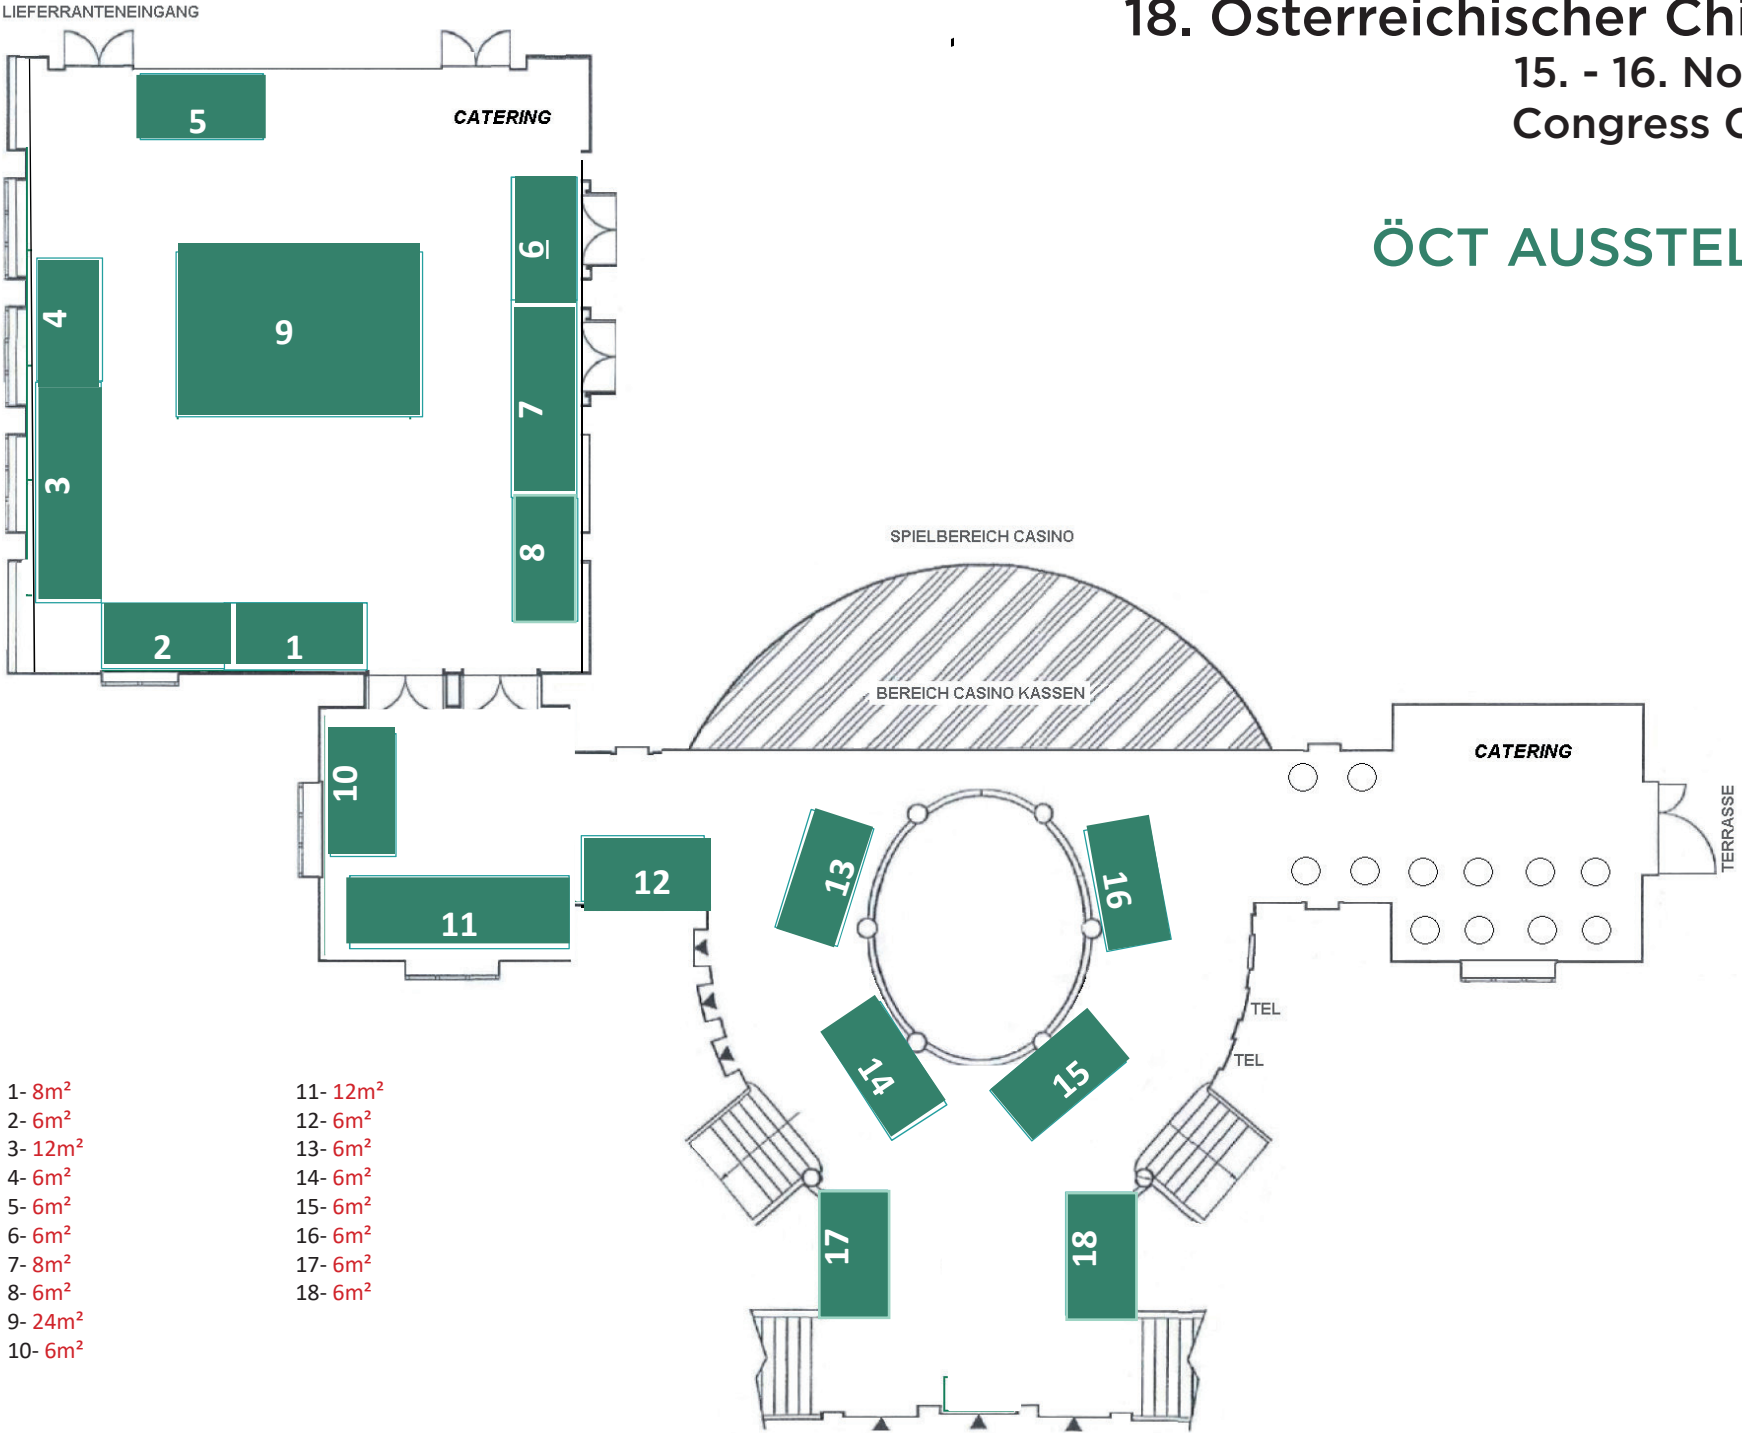 LIEFERRANTENEINGANG
18. Österreichischer Chi
15. - 16. No
Congress C
ÖCT AUSSTEL
5
CATERING
6
4
9
7
3
8
2
1
SPIELBEREICH CASINO
BEREICH CASINO KASSEN
CATERING
TERRASSE
10
13
16
12
11
TEL
TEL
14
15
17
18
1- 8m²
2- 6m²
3- 12m²
4- 6m²
5- 6m²
6- 6m²
7- 8m²
8- 6m²
9- 24m²
10- 6m²
11- 12m²
12- 6m²
13- 6m²
14- 6m²
15- 6m²
16- 6m²
17- 6m²
18- 6m²